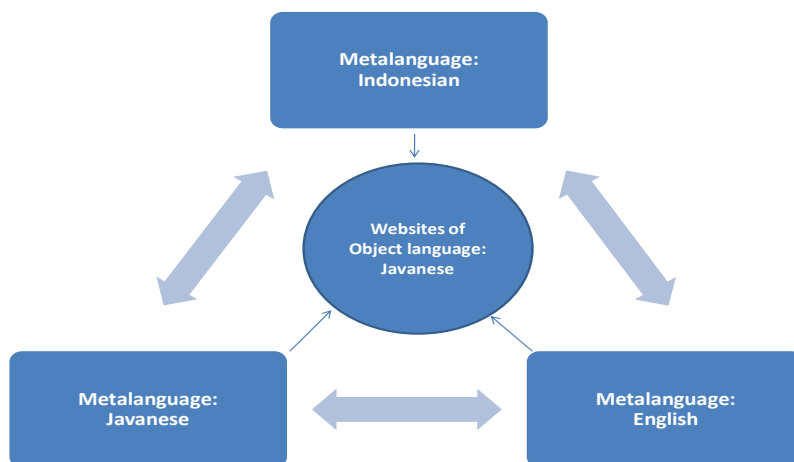 Metalanguage:
Indonesian
Websites of
Object language:
Javanese
Metalanguage:
Javanese
Metalanguage:
English